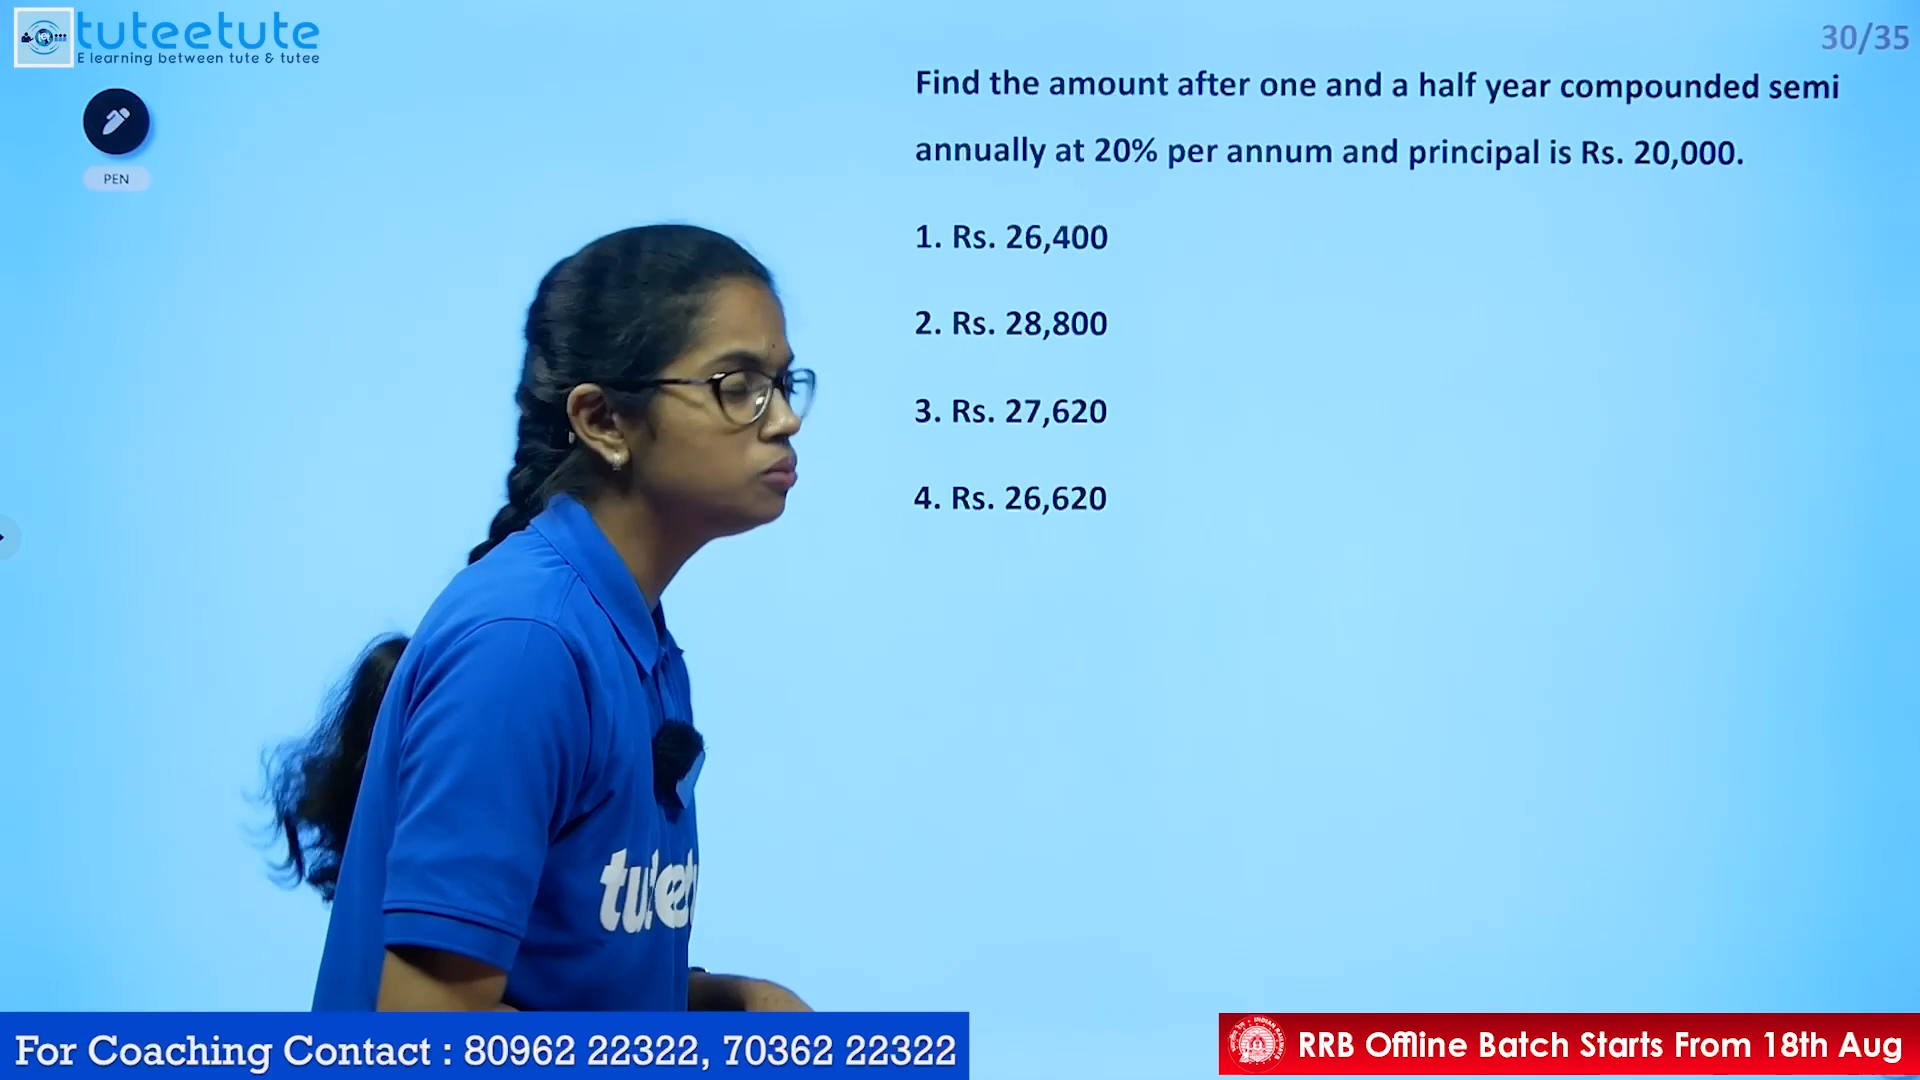 tuteetute
E learning between tute & tutee
30/35
PEN
Find the amount after one and a half year compounded semi
annually at 20% per annum and principal is Rs. 20,000.
1. Rs. 26,400
2. Rs. 28,800
3. Rs. 27,620
4. Rs. 26,620
For Coaching Contact : 80962 22322, 70362 22322
RRB Offline Batch Starts From 18th Aug